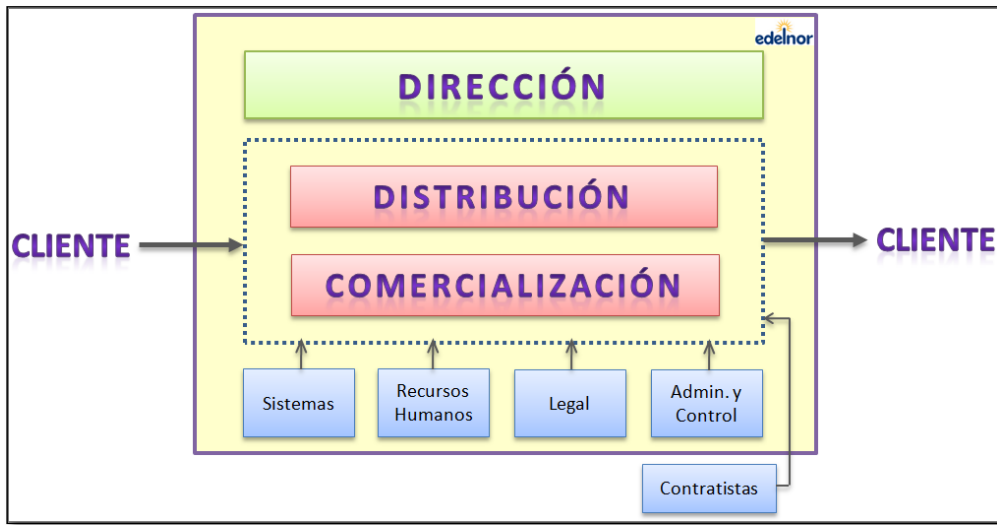 edelnor
DIRECCIÓN
DISTRIBUCIÓN
CLIENTE
CLIENTE
COMERCIALIZACIÓN
Sistemas
Recursos
Humanos
Legal
Admin. y
Control
Contratistas